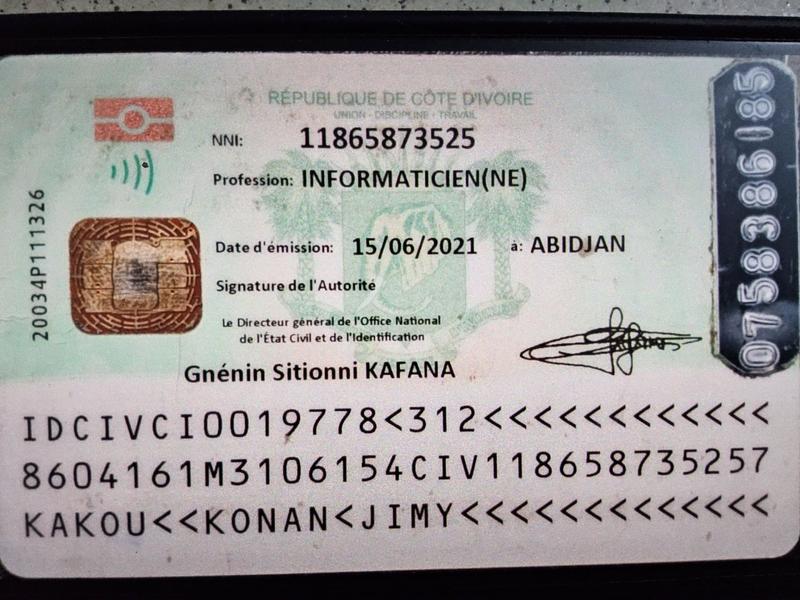 RÉPUBLIQUE DE CÔTE D'IVOIRE
UNION - DISCIPLINE - TRAVAIL
NNI: 11865873525
Profession: INFORMATICIEN(NE)
Date d'émission: 15/06/2021 à: ABIDJAN
Signature de l'Autorité
Le Directeur général de l'Office National
de l'État Civil et de l'Identification
Gnénin Sitionni KAFANA
20034P111326
0758386185
IDCIVCI0019778<312<<<<<<<<<<<<
8604161M3106154CIV118658735257
KAKOU<<KONAN<JIMY<<<<<<<<<<<<<